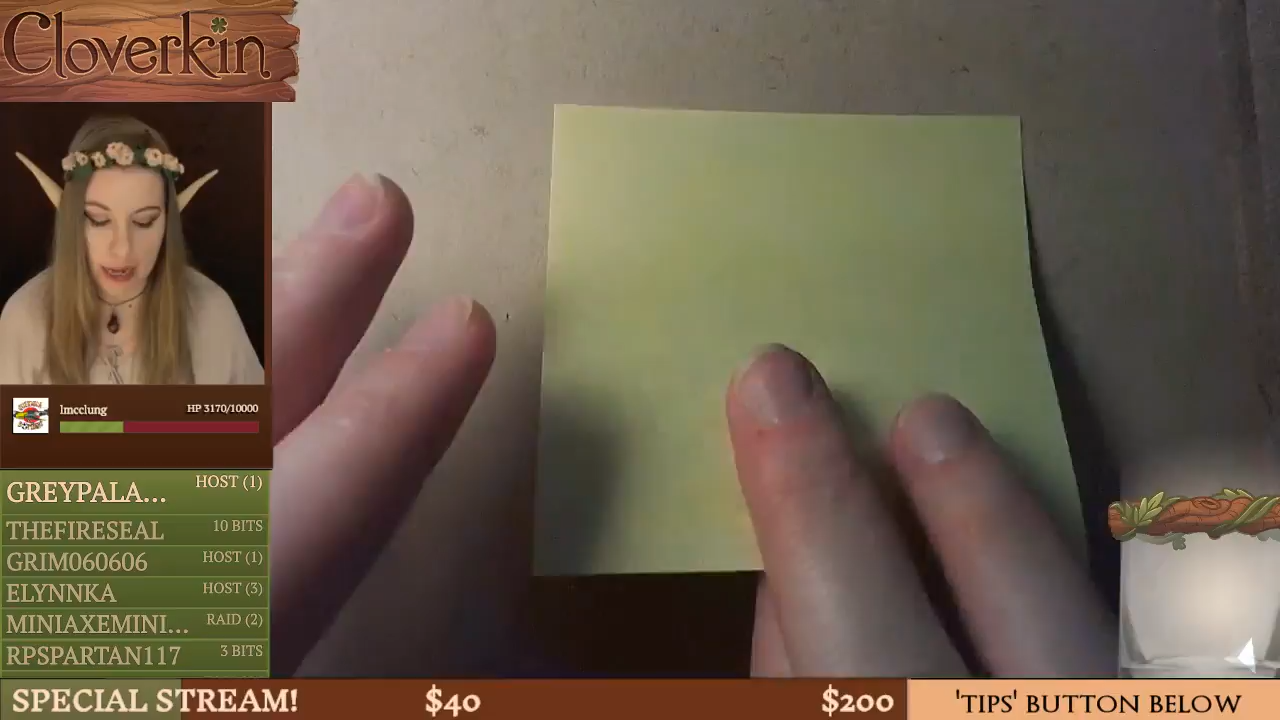 Cloverkin
lmcclung
HP 3170/10000
GREYPALA... HOST (1)
THEFIRESEAL 10 BITS
GRIM060606 HOST (1)
ELYNNKA HOST (3)
MINIAXEMINI... RAID (2)
RPSPARTAN117 3 BITS
SPECIAL STREAM! $40 $200 'TIPS' BUTTON BELOW